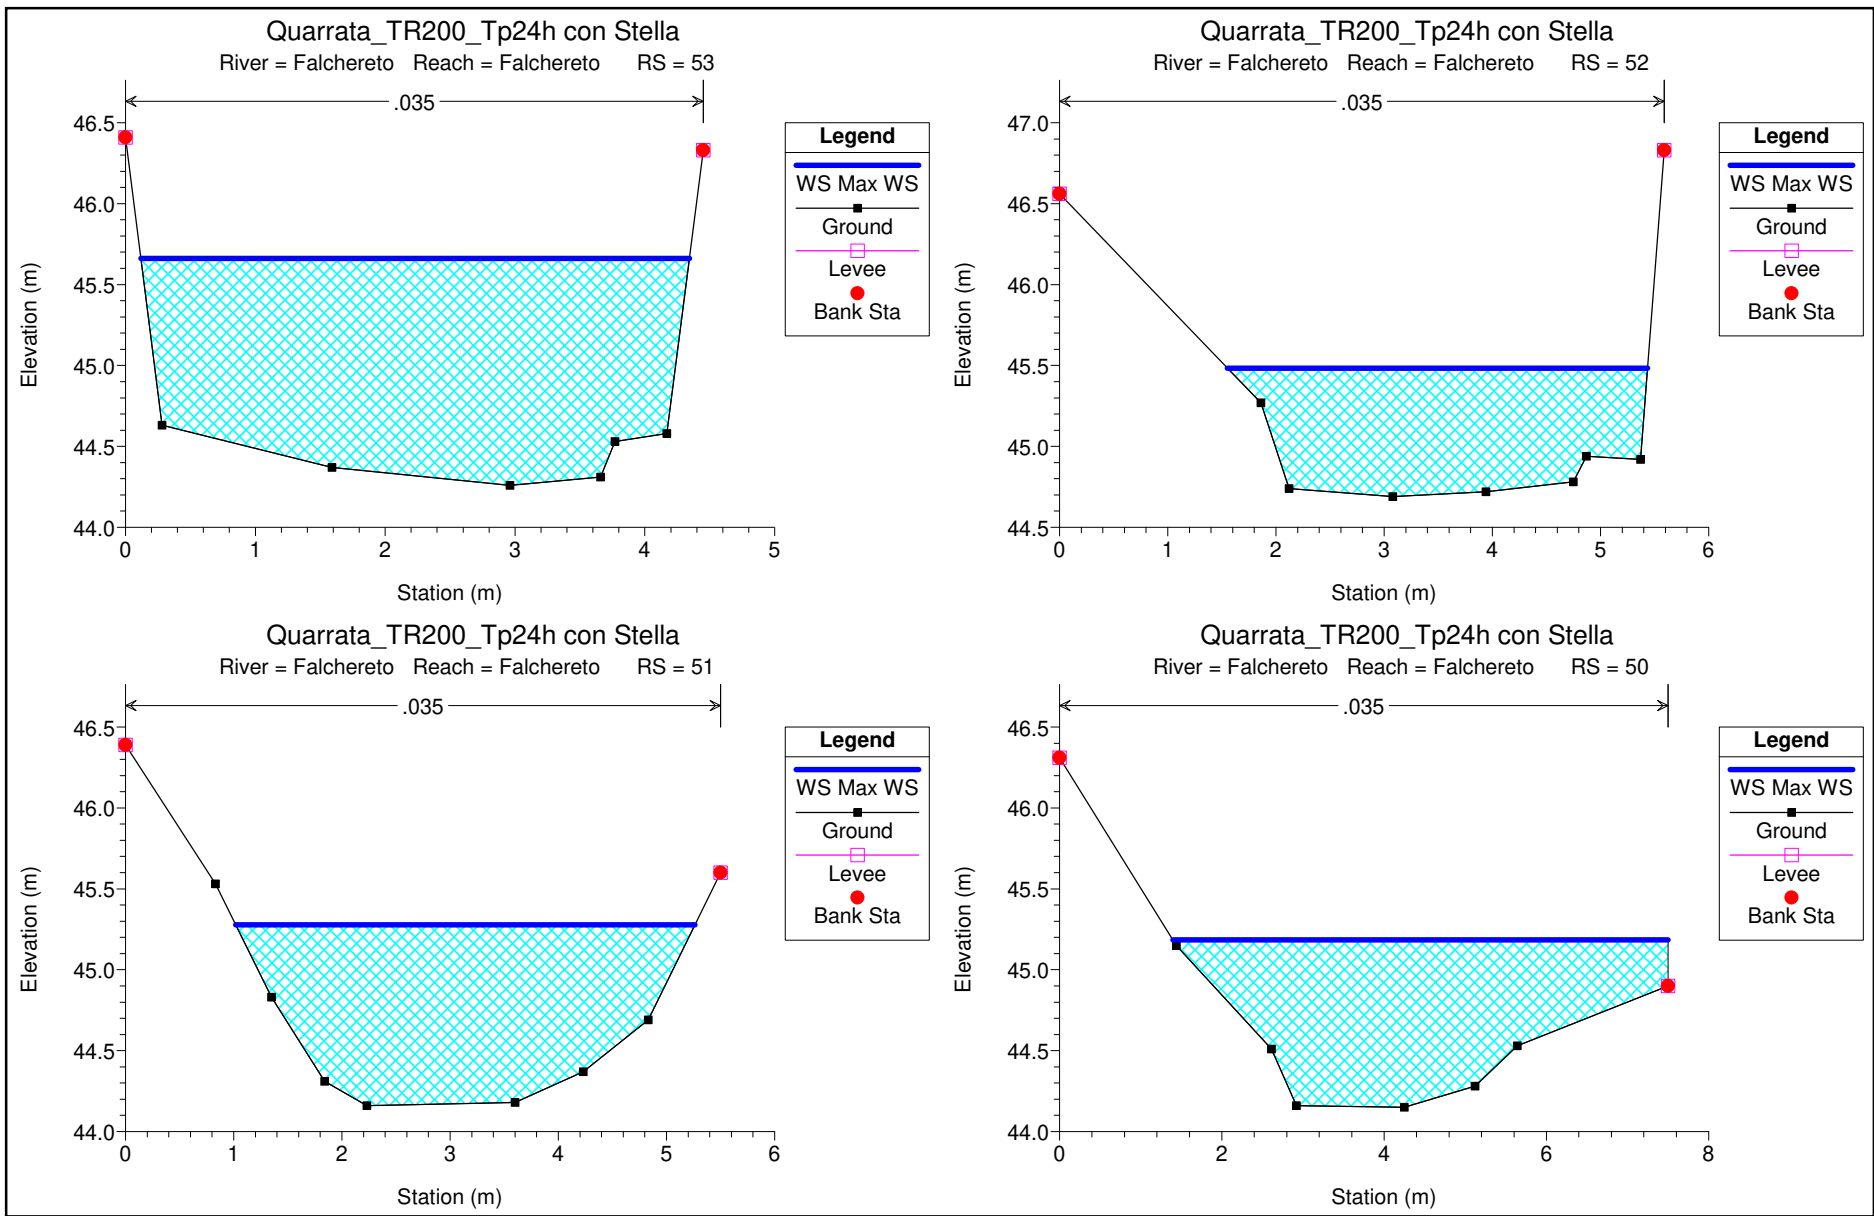 Quarrata_TR200_Tp24h con Stella
River = Falchereto Reach = Falchereto RS = 53
.035
46.5
46.0
45.5
45.0
44.5
44.0
0 1 2 3 4 5
Elevation (m)
Station (m)
Legend
WS Max WS
Ground
Levee
Bank Sta
Quarrata_TR200_Tp24h con Stella
River = Falchereto Reach = Falchereto RS = 52
.035
47.0
46.5
46.0
45.5
45.0
44.5
0 1 2 3 4 5 6
Elevation (m)
Station (m)
Legend
WS Max WS
Ground
Levee
Bank Sta
Quarrata_TR200_Tp24h con Stella
River = Falchereto Reach = Falchereto RS = 51
.035
46.5
46.0
45.5
45.0
44.5
44.0
0 1 2 3 4 5 6
Elevation (m)
Station (m)
Legend
WS Max WS
Ground
Levee
Bank Sta
Quarrata_TR200_Tp24h con Stella
River = Falchereto Reach = Falchereto RS = 50
.035
46.5
46.0
45.5
45.0
44.5
44.0
0 2 4 6 8
Elevation (m)
Station (m)
Legend
WS Max WS
Ground
Levee
Bank Sta